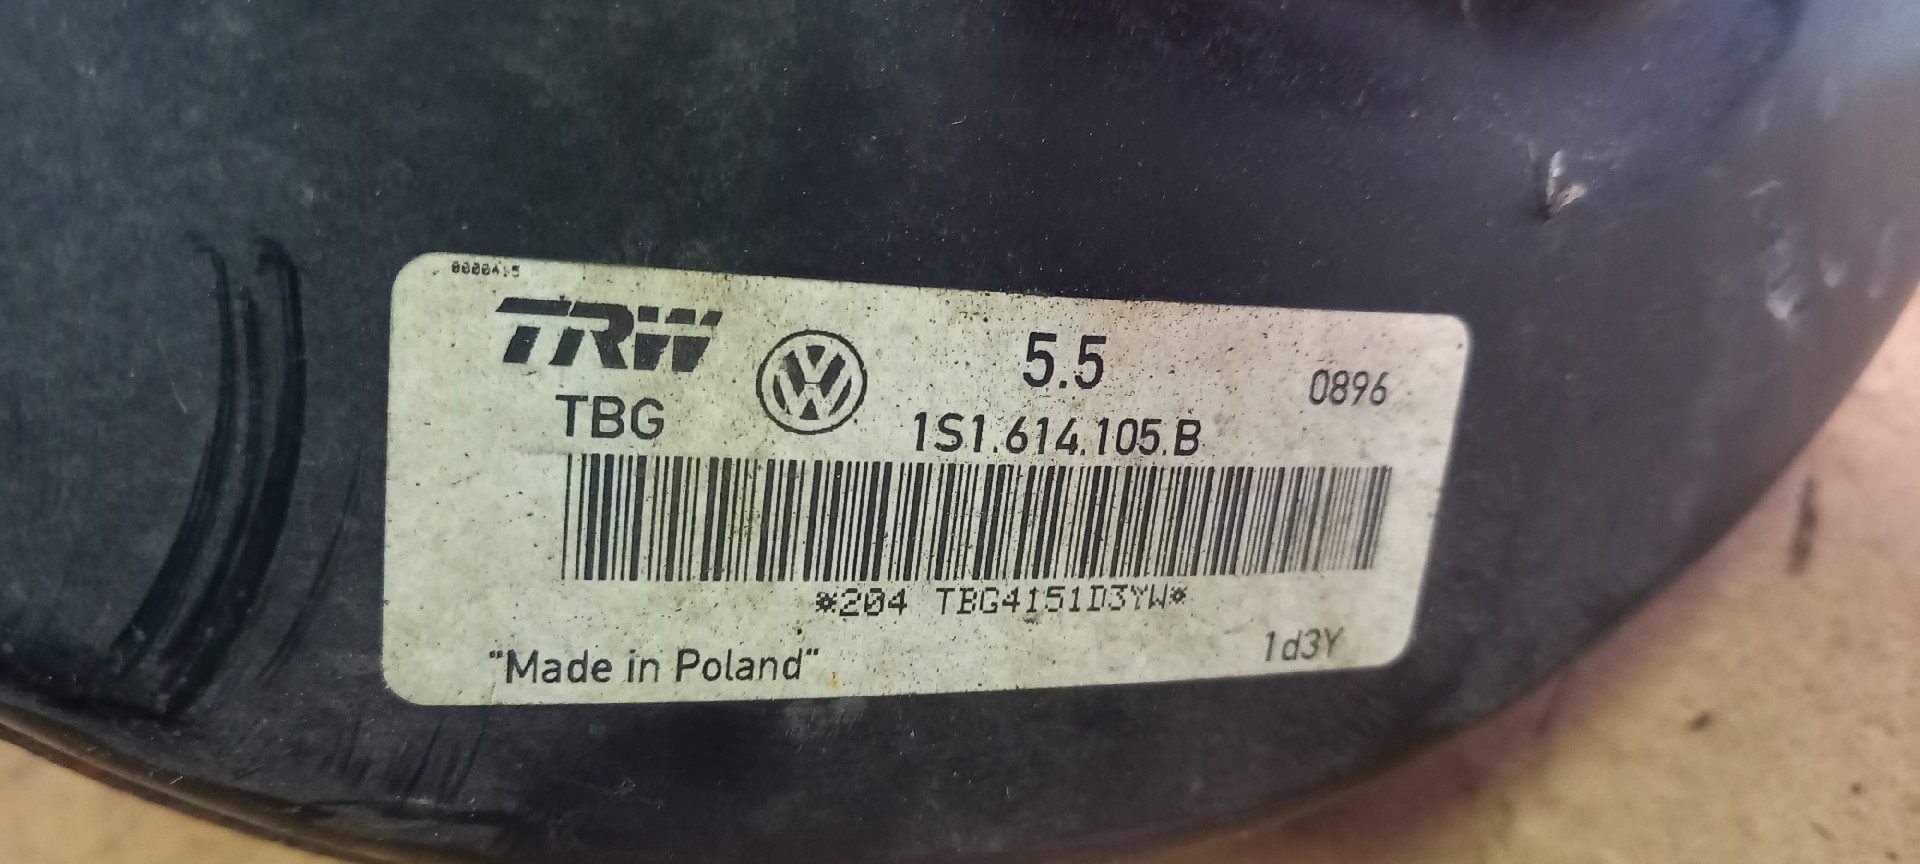 0000415
TRW
TBG
5.5
0896
1S1.614.105.B
*204 TBG4151D3YW*
1d3Y
"Made in Poland"